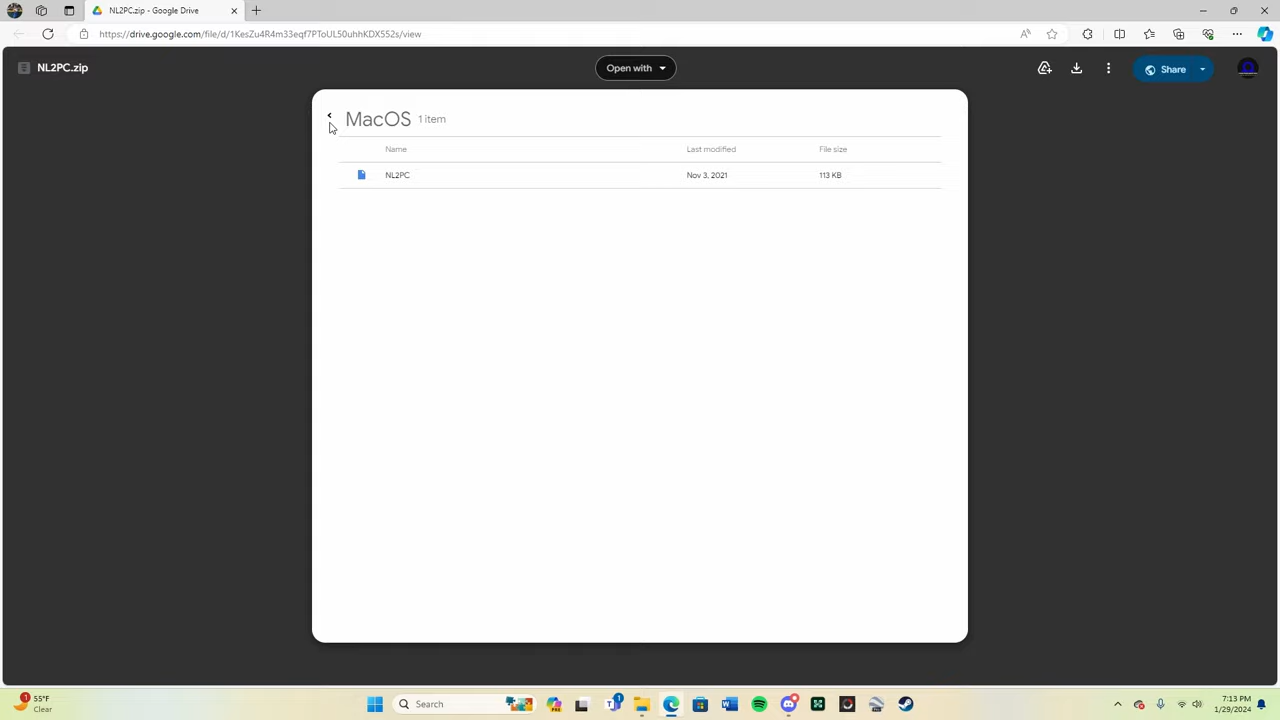 NL2PC.zip - Google Drive
https://drive.google.com/file/d/1KesZu4R4m33eqf7PToUL50uhhKDX552s/view
NL2PC.zip
Open with
Share
MacOS 1 item
Name Last modified File size
NL2PC Nov 3, 2021 113 KB
1
55°F
Clear
Search
1
7:13 PM
1/29/2024